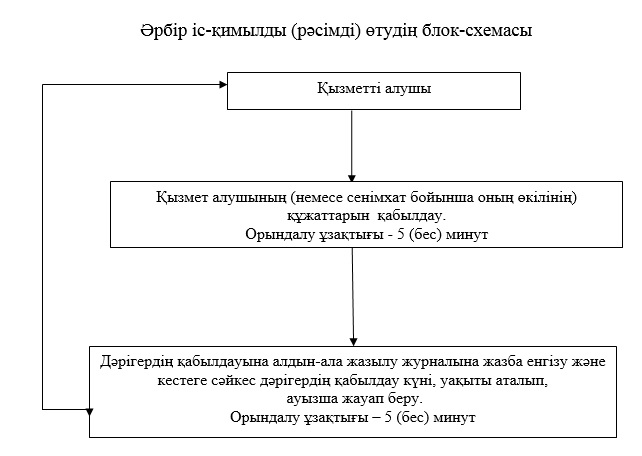 Әрбір іс-қимылды (рәсімді) өтудің блок-схемасы
Қызметті алушы
Қызмет алушының (немесе сенімхат бойынша оның өкілінің)
құжаттарын қабылдау.
Орындалу ұзақтығы - 5 (бес) минут
Дәрігердің қабылдауына алдын-ала жазылу журналына жазба енгізу және
кестеге сәйкес дәрігердің қабылдау күні, уақыты аталып,
ауызша жауап беру.
Орындалу ұзақтығы – 5 (бес) минут